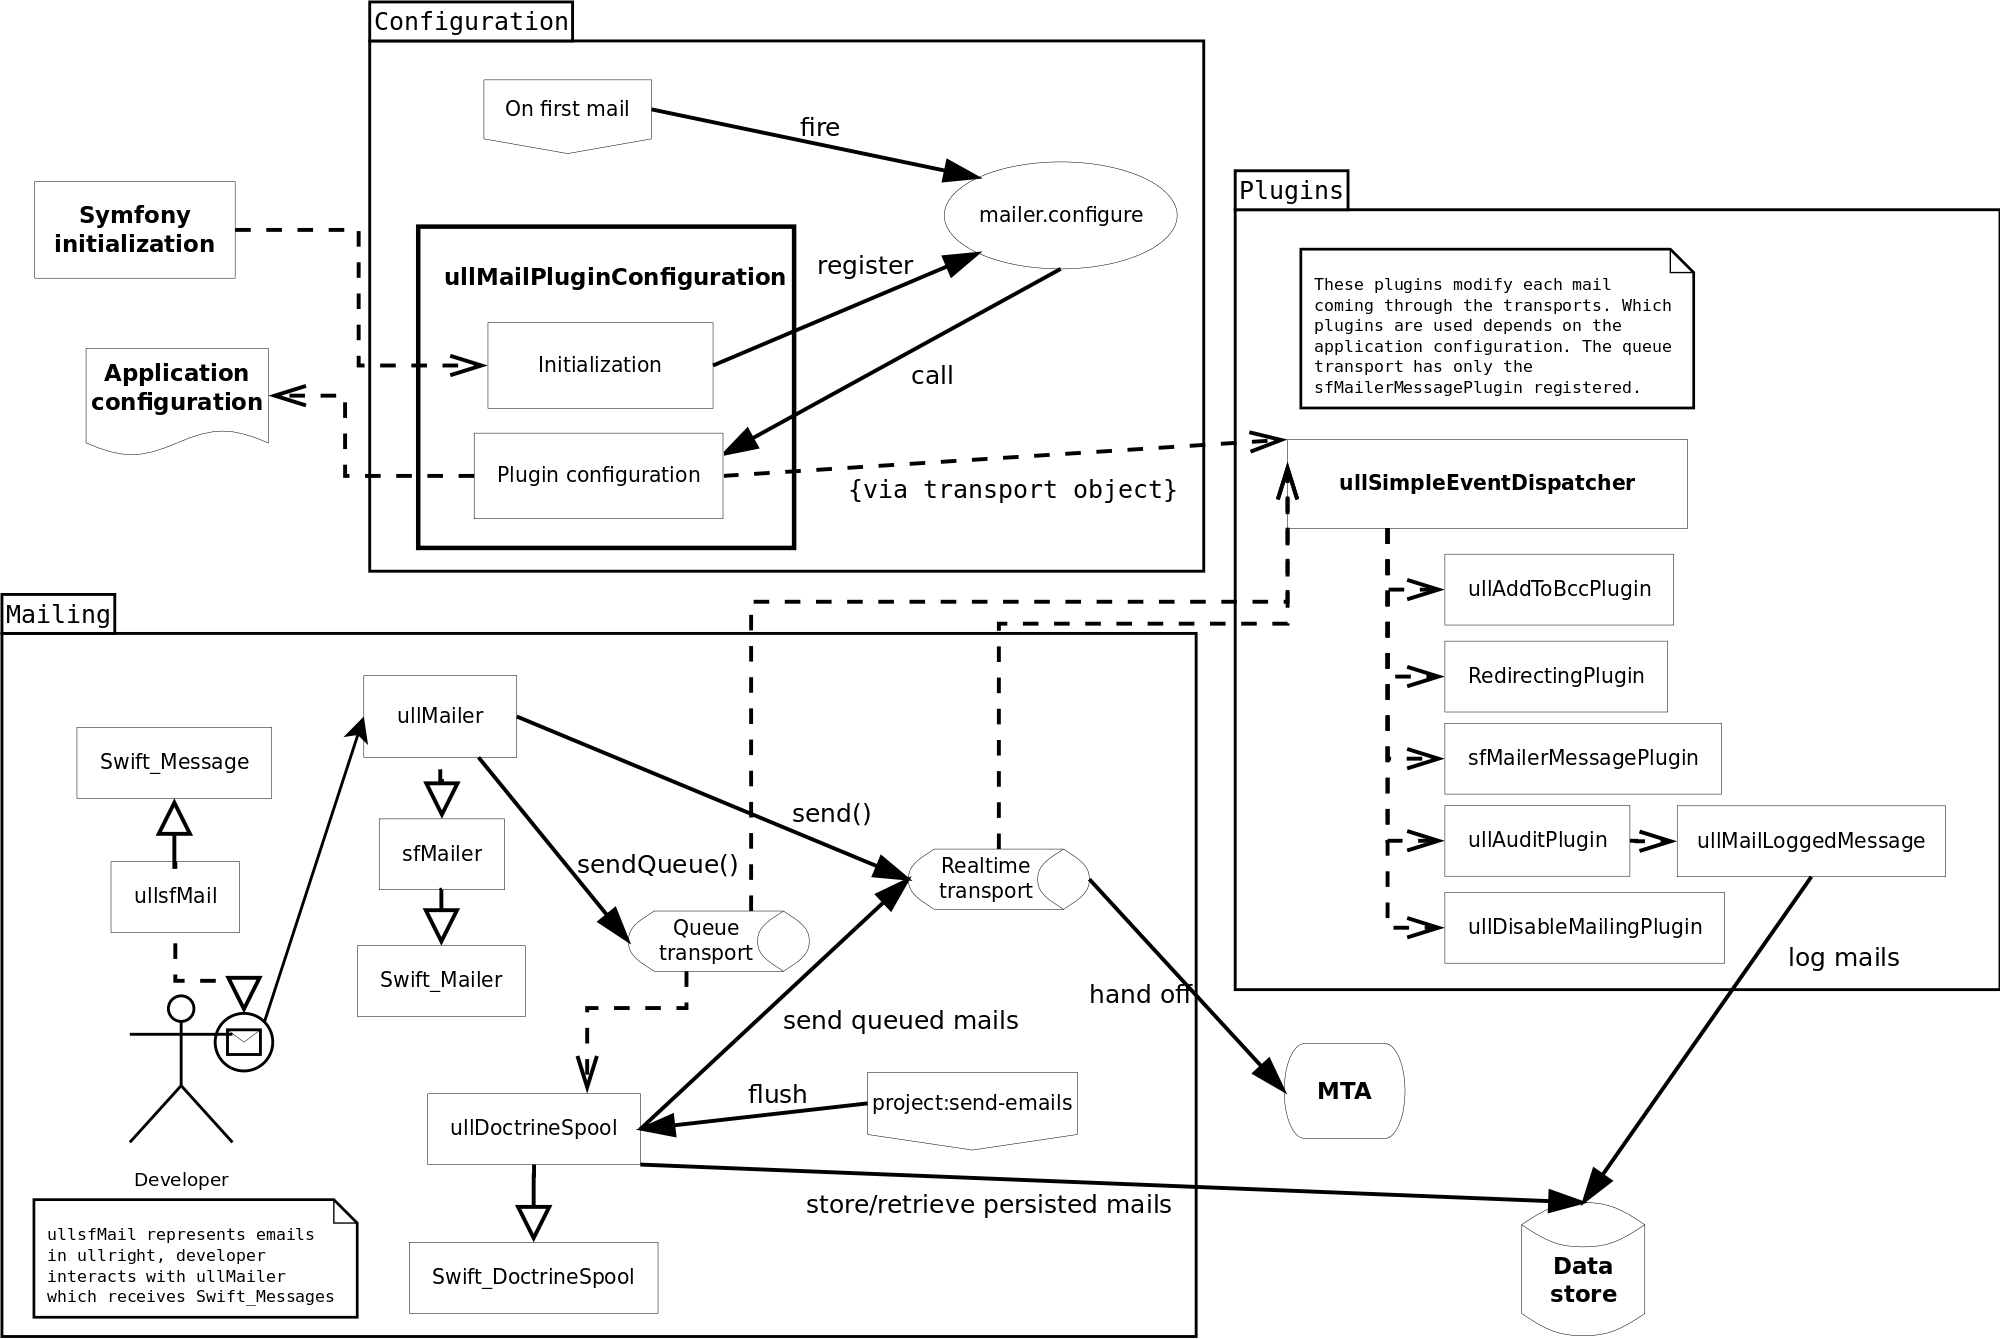 Configuration
On first mail
fire
mailer.configure
Symfony
initialization
ullMailPluginConfiguration
register
Initialization
call
Application
configuration
Plugin configuration
{via transport object}
Plugins
These plugins modify each mail
coming through the transports. Which
plugins are used depends on the
application configuration. The queue
transport has only the
sfMailerMessagePlugin registered.
ullSimpleEventDispatcher
ullAddToBccPlugin
RedirectingPlugin
sfMailerMessagePlugin
ullAuditPlugin
ullMailLoggedMessage
ullDisableMailingPlugin
log mails
Mailing
ullMailer
Swift_Message
send()
sfMailer
sendQueue()
Realtime
transport
ullsfMail
Queue
transport
Swift_Mailer
hand off
send queued mails
flush
project:send-emails
MTA
ullDoctrineSpool
Developer
store/retrieve persisted mails
ullsfMail represents emails
in ullright, developer
interacts with ullMailer
which receives Swift_Messages
Swift_DoctrineSpool
Data
store